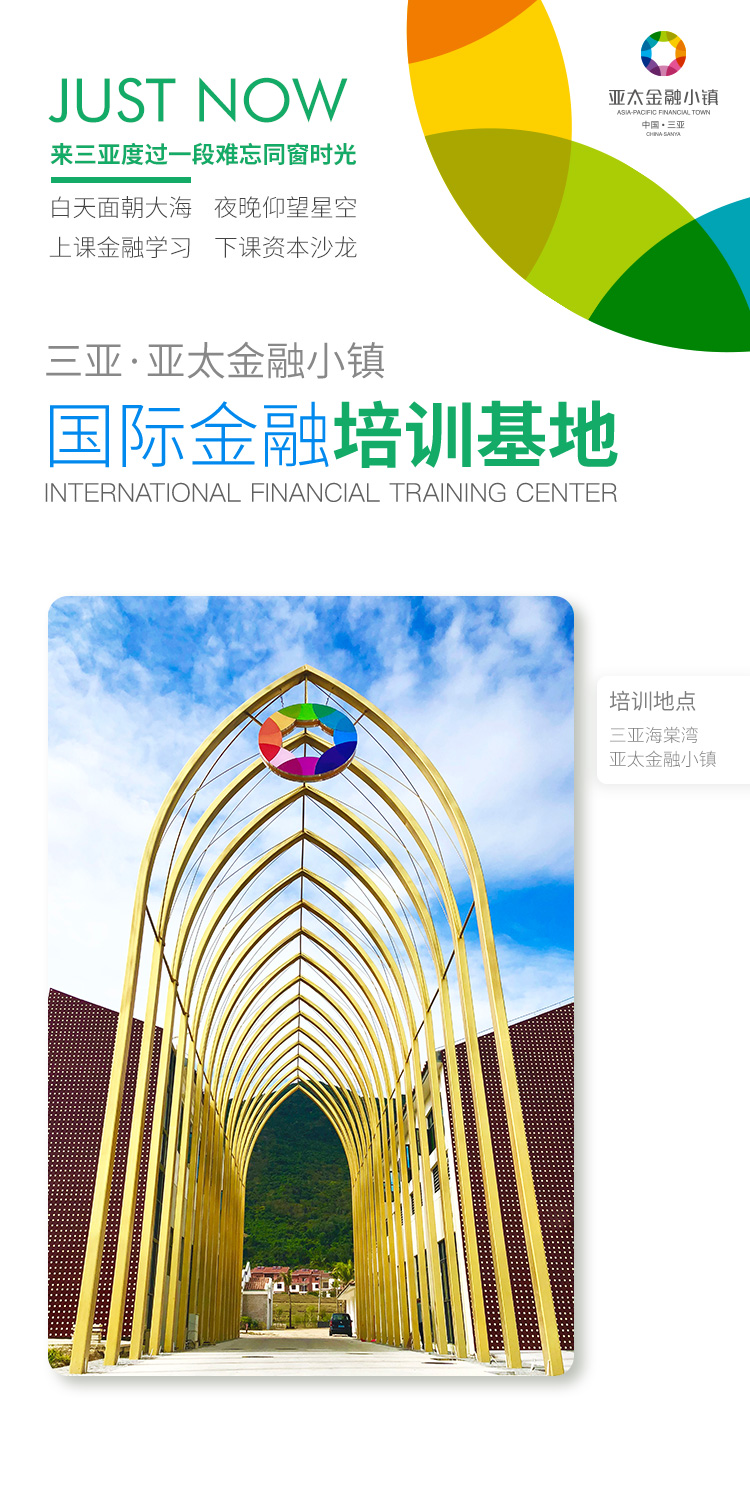 JUST NOW
来三亚度过一段难忘同窗时光
白天面朝大海 夜晚仰望星空
上课金融学习 下课资本沙龙
亚太金融小镇
ASIA-PACIFIC FINANCIAL TOWN
中国•三亚
CHINA·SANYA
三亚·亚太金融小镇
国际金融培训基地
INTERNATIONAL FINANCIAL TRAINING CENTER
培训地点
三亚海棠湾
亚太金融小镇